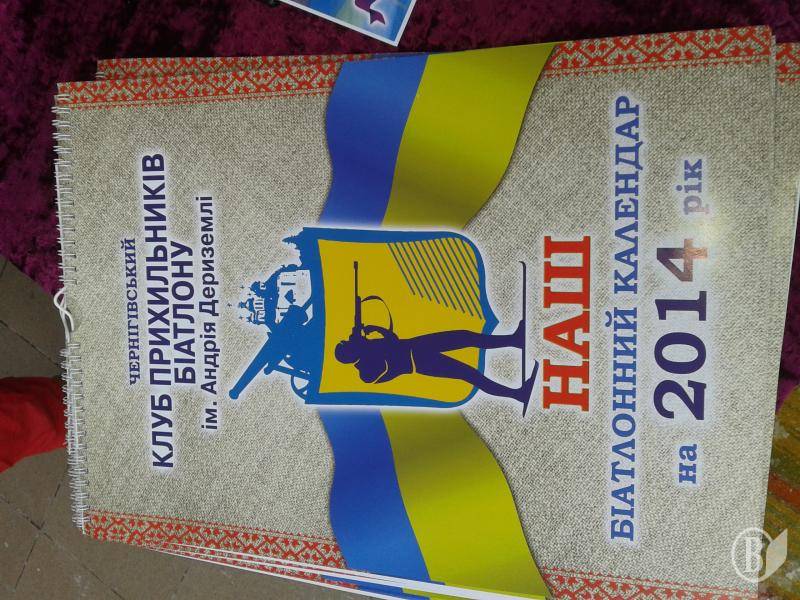 ЧЕРНІГІВСЬКИЙ
КЛУБ ПРИХИЛЬНИКІВ
БІАТЛОНУ
ім. Андрія Дериземлі
НАШ
БІАТЛОННИЙ КАЛЕНДАР
на 2014 рік
В